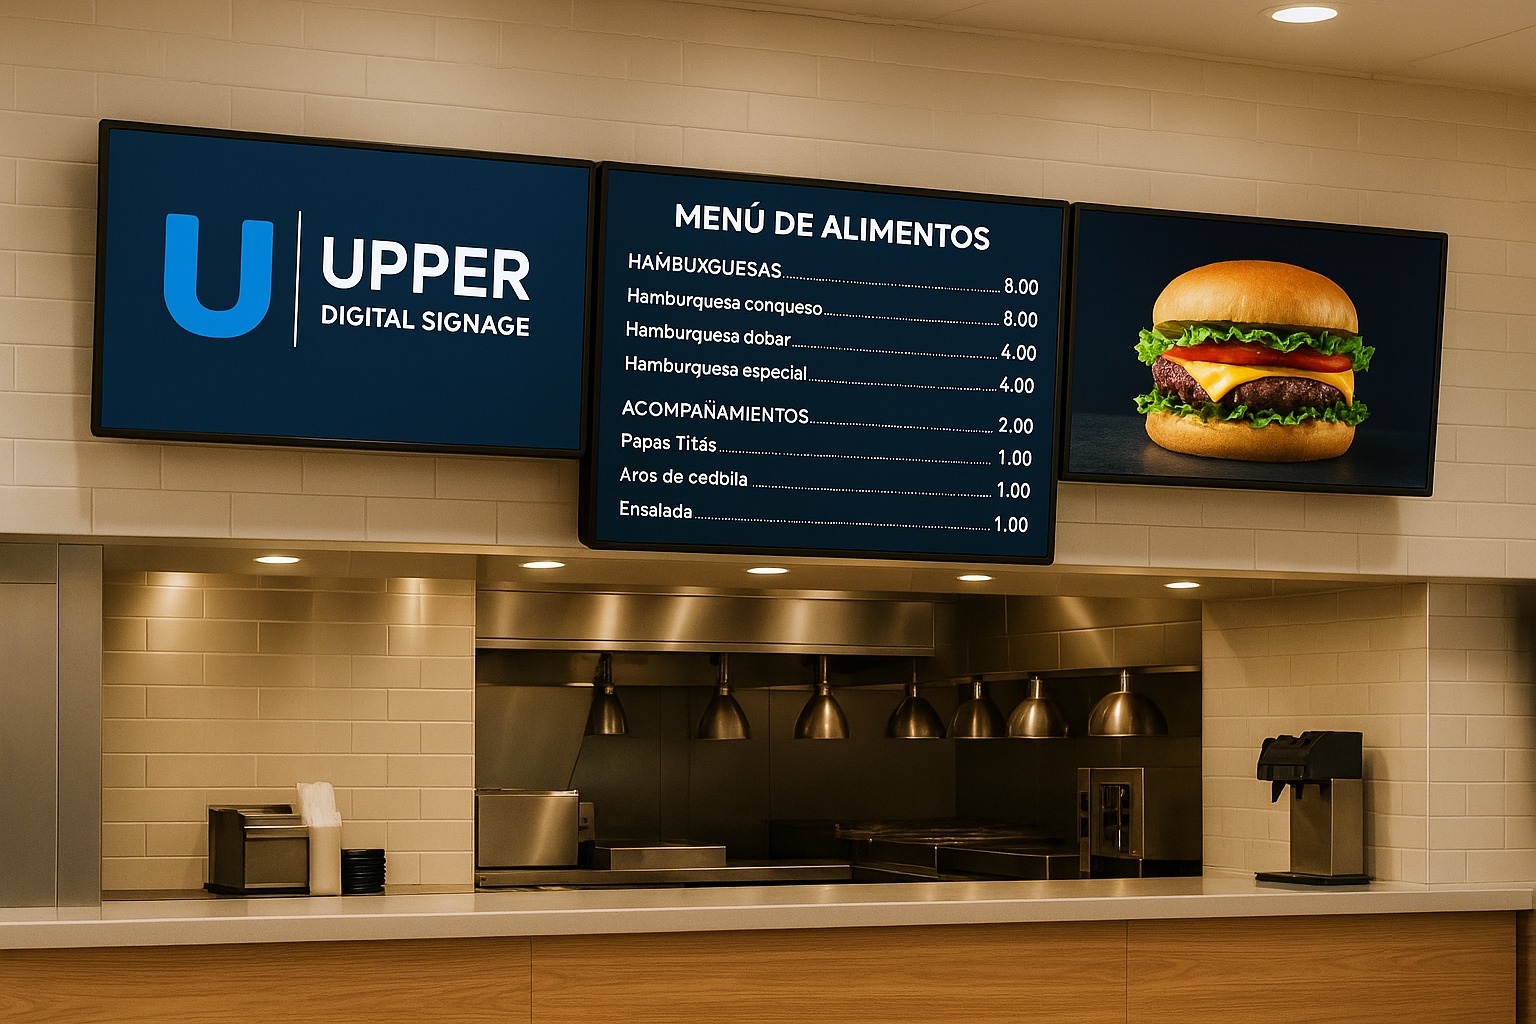 U
UPPER
DIGITAL SIGNAGE
MENÚ DE ALIMENTOS
HAḾBUXGUESAS 8.00
Hamburquesa conqueso 8.00
Hamburquesa dobar 4.00
Hamburguesa especial 4.00
ACOMPAÑAMIENTOS 2.00
Papas Titás 1.00
Aros de cedbila 1.00
Ensalada 1.00